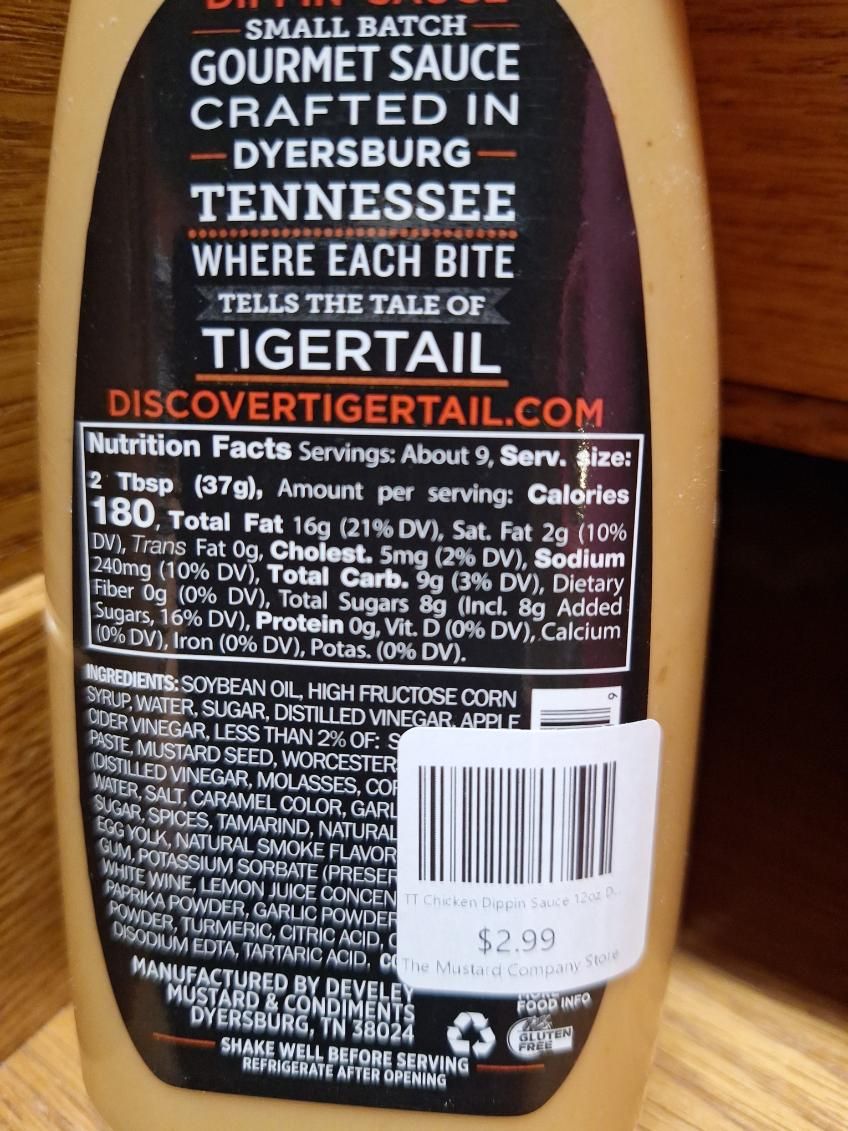 DIPPIN' SAUCE
SMALL BATCH
GOURMET SAUCE
CRAFTED IN
DYERSBURG
TENNESSEE
WHERE EACH BITE
TELLS THE TALE OF
TIGERTAIL
DISCOVERTIGERTAIL.COM
Nutrition Facts Servings: About 9, Serv. size:
2 Tbsp (37g), Amount per serving: Calories
180, Total Fat 16g (21% DV), Sat. Fat 2g (10%
DV), Trans Fat 0g, Cholest. 5mg (2% DV), Sodium
240mg (10% DV), Total Carb. 9g (3% DV), Dietary
Fiber 0g (0% DV), Total Sugars 8g (Incl. 8g Added
Sugars, 16% DV), Protein 0g, Vit. D (0% DV), Calcium
(0% DV), Iron (0% DV), Potas. (0% DV).
INGREDIENTS: SOYBEAN OIL, HIGH FRUCTOSE CORN
SYRUP, WATER, SUGAR, DISTILLED VINEGAR, APPLE
CIDER VINEGAR, LESS THAN 2% OF:
PASTE, MUSTARD SEED,
(DISTILLED VINEGAR, MOLASSES,
WATER, SALT, CARAMEL COLOR,
SUGAR, SPICES, TAMARIND, NATURAL
EGG YOLK, NATURAL SMOKE FLAVOR
GUM, POTASSIUM SORBATE
WHITE WINE, LEMON JUICE
PAPRIKA POWDER, GARLIC POWDER
POWDER, TURMERIC, CITRIC ACID,
DISODIUM EDTA, TARTARIC ACID.
MANUFACTURED BY DEVELEY
MUSTARD & CONDIMENTS
DYERSBURG, TN 38024
SHAKE WELL BEFORE SERVING
REFRIGERATE AFTER OPENING
6
TT Chicken Dippin Sauce 12oz D...
$2.99
The Mustard Company Store
FOOD INFO
GLUTEN
FREE